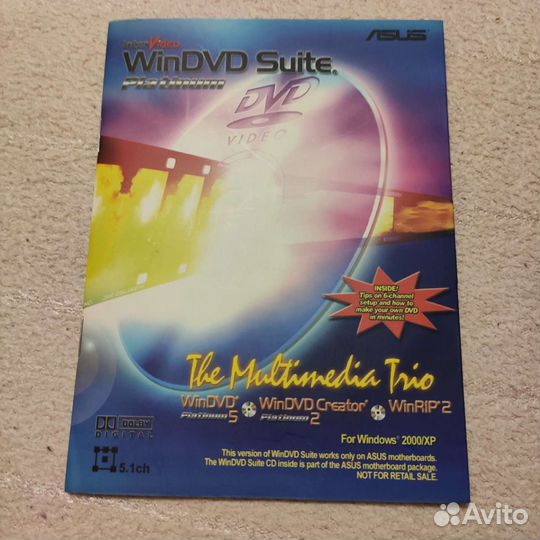 InterVideo
WinDVD Suite®
Platinum
ASUS
DVD
VIDEO
INSIDE!
Tips on 6-channel
setup and how to
make your own DVD
in minutes!
The Multimedia Trio
WinDVD® WinDVD Creator® WinRIP® 2
Platinum 5 Platinum 2
DOLBY
DIGITAL
5.1ch
For Windows® 2000/XP
This version of WinDVD Suite works only on ASUS motherboards.
The WinDVD Suite CD inside is part of the ASUS motherboard package.
NOT FOR RETAIL SALE.
Avito